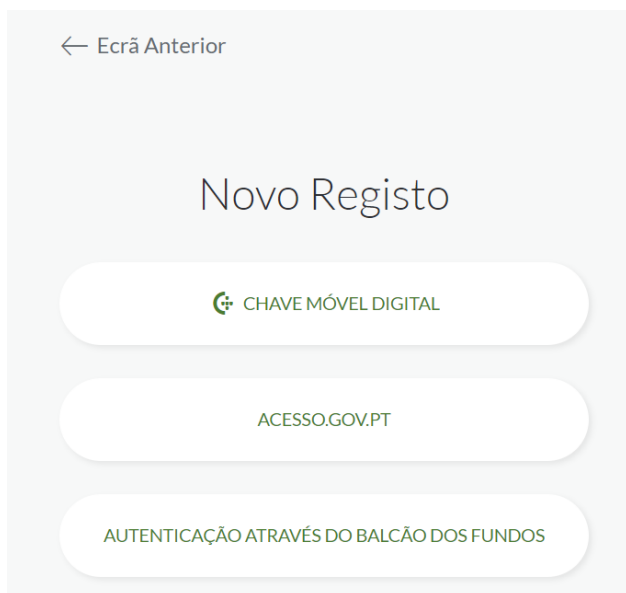 ← Ecrã Anterior
Novo Registo
CHAVE MÓVEL DIGITAL
ACESSO.GOV.PT
AUTENTICAÇÃO ATRAVÉS DO BALCÃO DOS FUNDOS